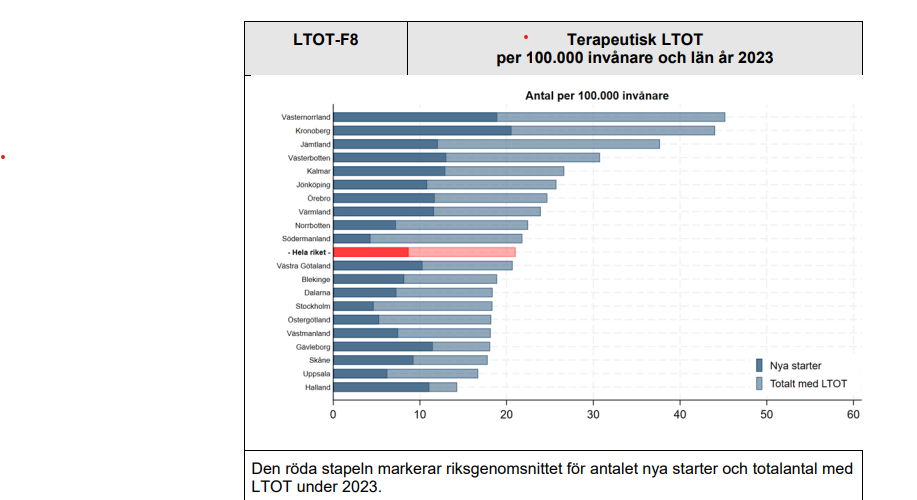 LTOT-F8
Terapeutisk LTOT
per 100.000 invånare och län år 2023
Antal per 100.000 invånare
Västernorrland
Kronoberg
Jämtland
Västerbotten
Kalmar
Jönköping
Örebro
Värmland
Norrbotten
Södermanland
- Hela riket -
Västra Götaland
Blekinge
Dalarna
Stockholm
Östergötland
Västmanland
Gävleborg
Skåne
Uppsala
Halland
Nya starter
Totalt med LTOT
0 10 20 30 40 50 60
Den röda stapeln markerar riksgenomsnittet för antalet nya starter och totalantal med
LTOT under 2023.